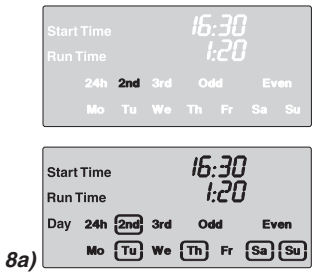 Start Time 16:30
Run Time 1:20
24h 2nd 3rd Odd Even
Mo Tu We Th Fr Sa Su
Start Time 16:30
Run Time 1:20
Day 24h 2nd 3rd Odd Even
Mo Tu We Th Fr Sa Su
8a)